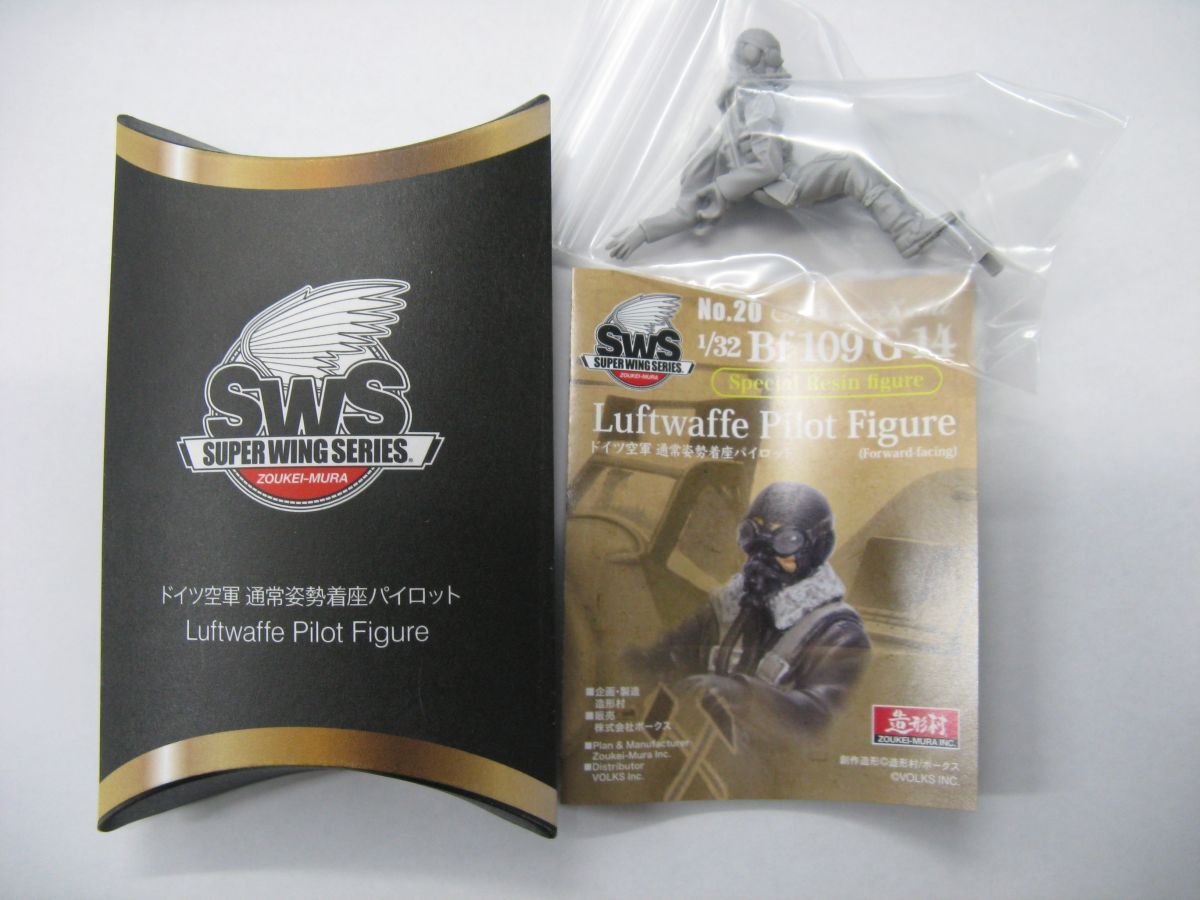 SWS
SUPER WING SERIES®
ZOUKEI-MURA
ドイツ空軍 通常姿勢着座パイロット
Luftwaffe Pilot Figure
No.20
SWS
SUPER WING SERIES
ZOUKEI-MURA
1/32 Bf 109 G-14
Special Resin figure
Luftwaffe Pilot Figure
ドイツ空軍 通常姿勢着座パイロット
(Forward-facing)
■企画・製造
造形村
■販売
株式会社ボークス
■Plan & Manufacturer
Zoukei-Mura Inc.
■Distributor
VOLKS Inc.
造形村
ZOUKEI-MURA INC.
創作造形©造形村/ボークス
©VOLKS INC.